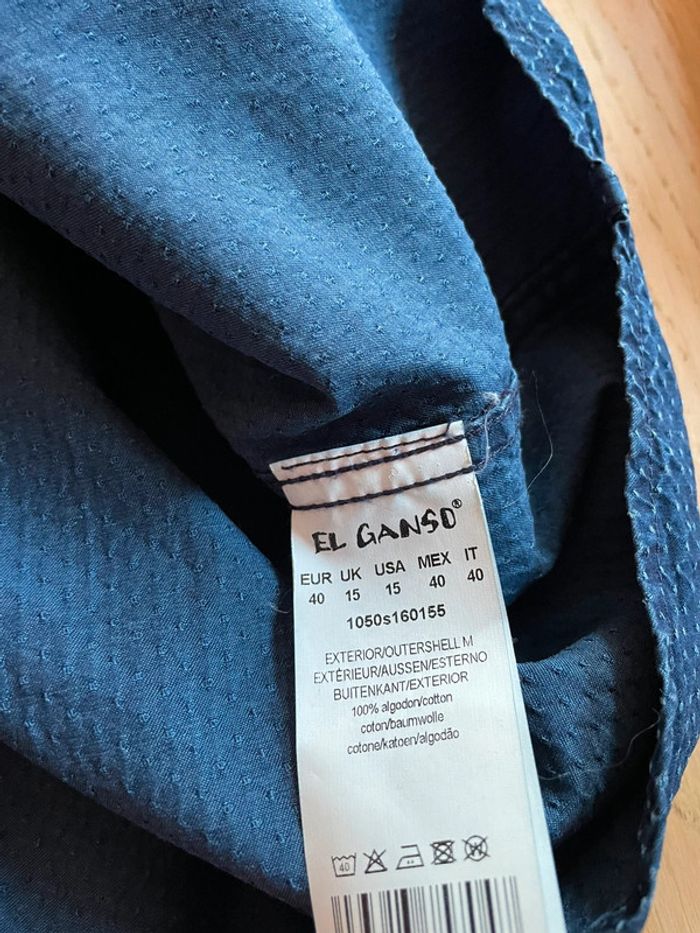 EL GANSO®
EUR UK USA MEX IT
40 15 15 40 40
1050s160155
EXTERIOR/OUTERSHELL M
EXTÉRIEUR/AUSSEN/ESTERNO
BUITENKANT/EXTERIOR
100% algodon/cotton
coton/baumwolle
cotone/katoen/algodão
40